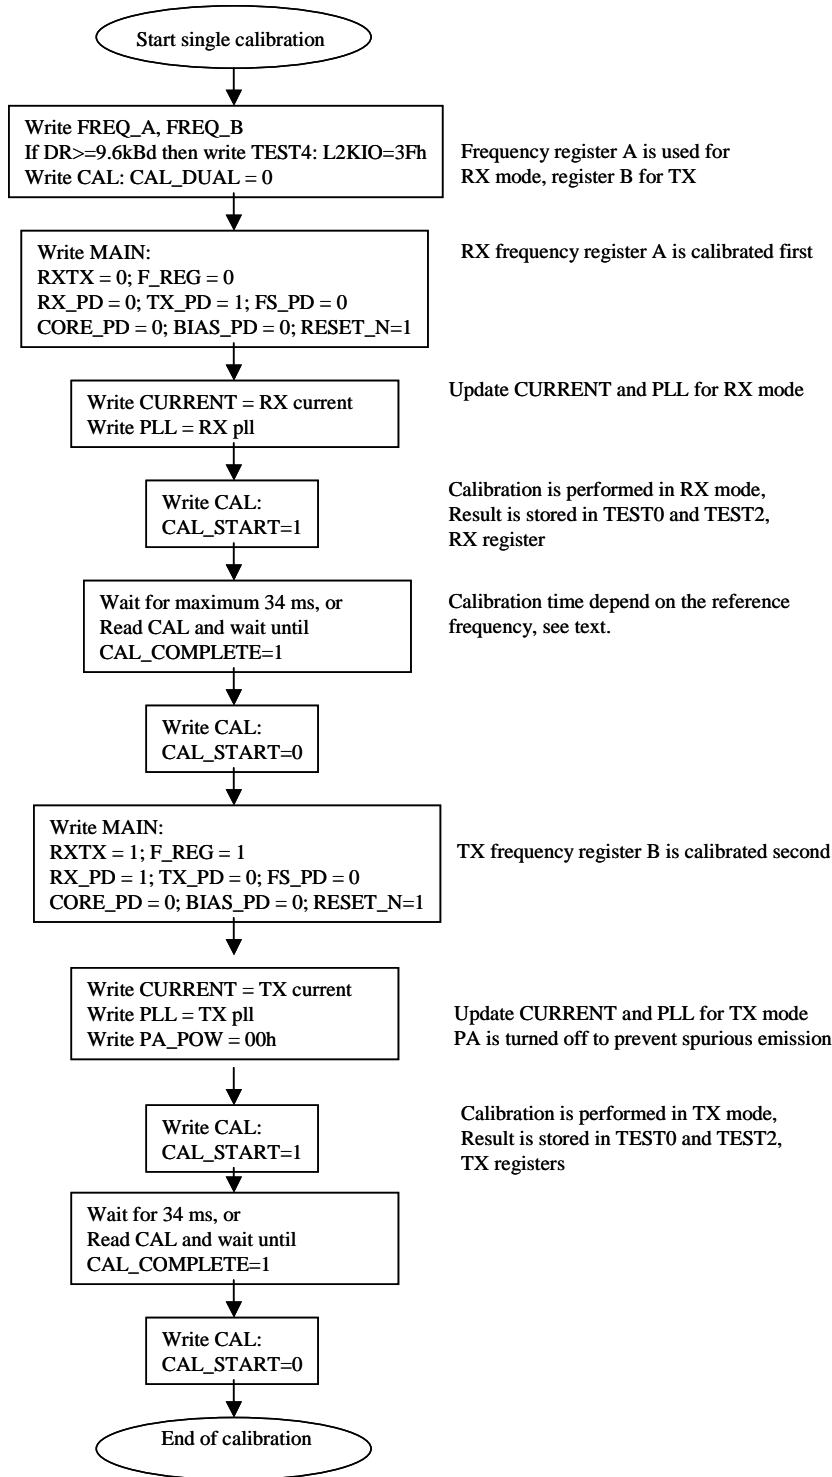 Start single calibration
Write FREQ_A, FREQ_B
If DR>=9.6kBd then write TEST4: L2KIO=3Fh
Write CAL: CAL_DUAL = 0
Frequency register A is used for
RX mode, register B for TX
Write MAIN:
RXTX = 0; F_REG = 0
RX_PD = 0; TX_PD = 1; FS_PD = 0
CORE_PD = 0; BIAS_PD = 0; RESET_N=1
RX frequency register A is calibrated first
Write CURRENT = RX current
Write PLL = RX pll
Update CURRENT and PLL for RX mode
Write CAL:
CAL_START=1
Calibration is performed in RX mode,
Result is stored in TEST0 and TEST2,
RX register
Wait for maximum 34 ms, or
Read CAL and wait until
CAL_COMPLETE=1
Calibration time depend on the reference
frequency, see text.
Write CAL:
CAL_START=0
Write MAIN:
RXTX = 1; F_REG = 1
RX_PD = 1; TX_PD = 0; FS_PD = 0
CORE_PD = 0; BIAS_PD = 0; RESET_N=1
TX frequency register B is calibrated second
Write CURRENT = TX current
Write PLL = TX pll
Write PA_POW = 00h
Update CURRENT and PLL for TX mode
PA is turned off to prevent spurious emission
Write CAL:
CAL_START=1
Calibration is performed in TX mode,
Result is stored in TEST0 and TEST2,
TX registers
Wait for 34 ms, or
Read CAL and wait until
CAL_COMPLETE=1
Write CAL:
CAL_START=0
End of calibration